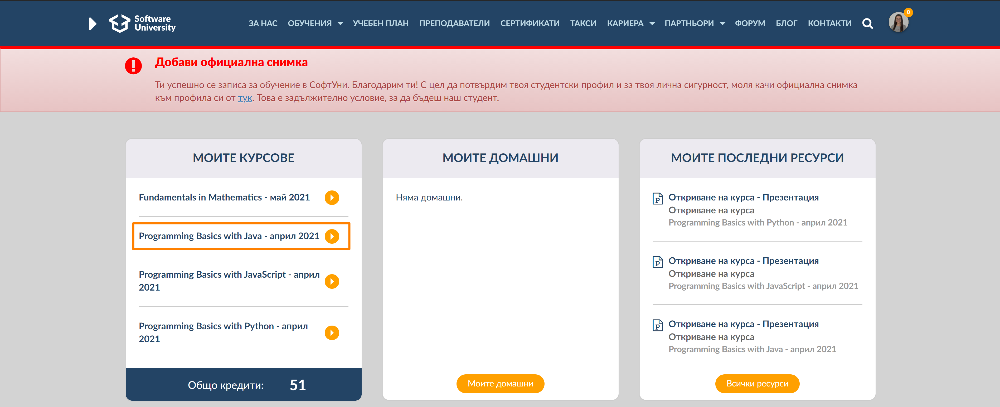 Software
University
ЗА НАС ОБУЧЕНИЯ УЧЕБЕН ПЛАН ПРЕПОДАВАТЕЛИ СЕРТИФИКАТИ ТАКСИ КАРИЕРА ПАРТНЬОРИ ФОРУМ БЛОГ КОНТАКТИ 0
Добави официална снимка
Ти успешно се записа за обучение в СофтУни. Благодарим ти! С цел да потвърдим твоя студентски профил и за твоя лична сигурност, моля качи официална снимка
към профила си от тук. Това е задължително условие, за да бъдеш наш студент.
МОИТЕ КУРСОВЕ
Fundamentals in Mathematics - май 2021
Programming Basics with Java - април 2021
Programming Basics with JavaScript - април
2021
Programming Basics with Python - април
2021
Общо кредити: 51
МОИТЕ ДОМАШНИ
Няма домашни.
Моите домашни
МОИТЕ ПОСЛЕДНИ РЕСУРСИ
Откриване на курса - Презентация
Откриване на курса
Programming Basics with Python - април 2021
Откриване на курса - Презентация
Откриване на курса
Programming Basics with JavaScript - април 2021
Откриване на курса - Презентация
Откриване на курса
Programming Basics with Java - април 2021
Всички ресурси